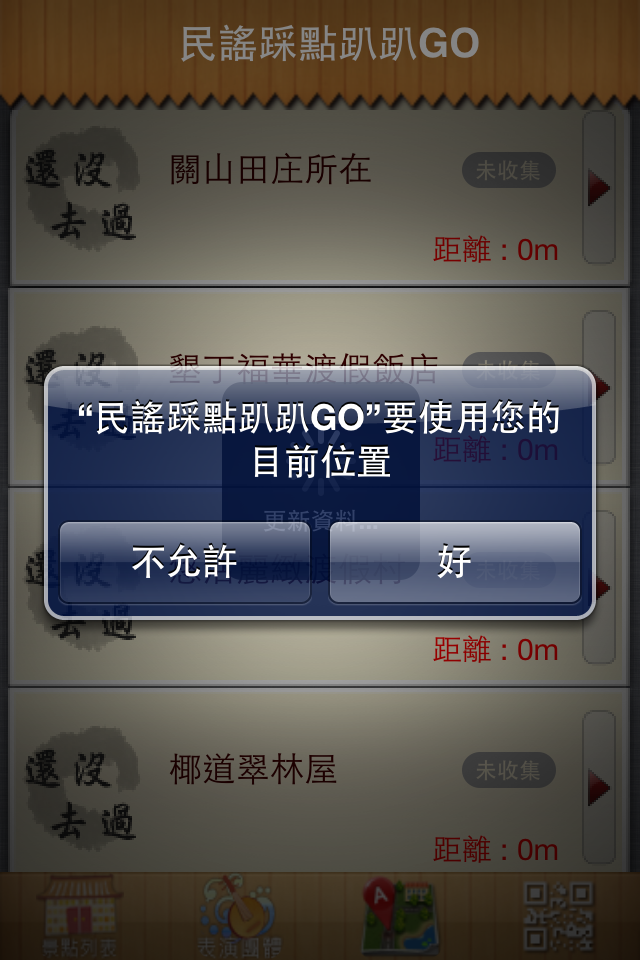 民謠踩點趴趴GO
還沒去過
關山田庄所在
未收集
距離：0m
還沒
墾丁福華渡假飯店
未收集
距離：0m
“民謠踩點趴趴GO”要使用您的
目前位置
更新資料...
不允許
好
還沒去過
未收集
距離：0m
還沒去過
椰道翠林屋
未收集
距離：0m
景點列表
表演團體
A